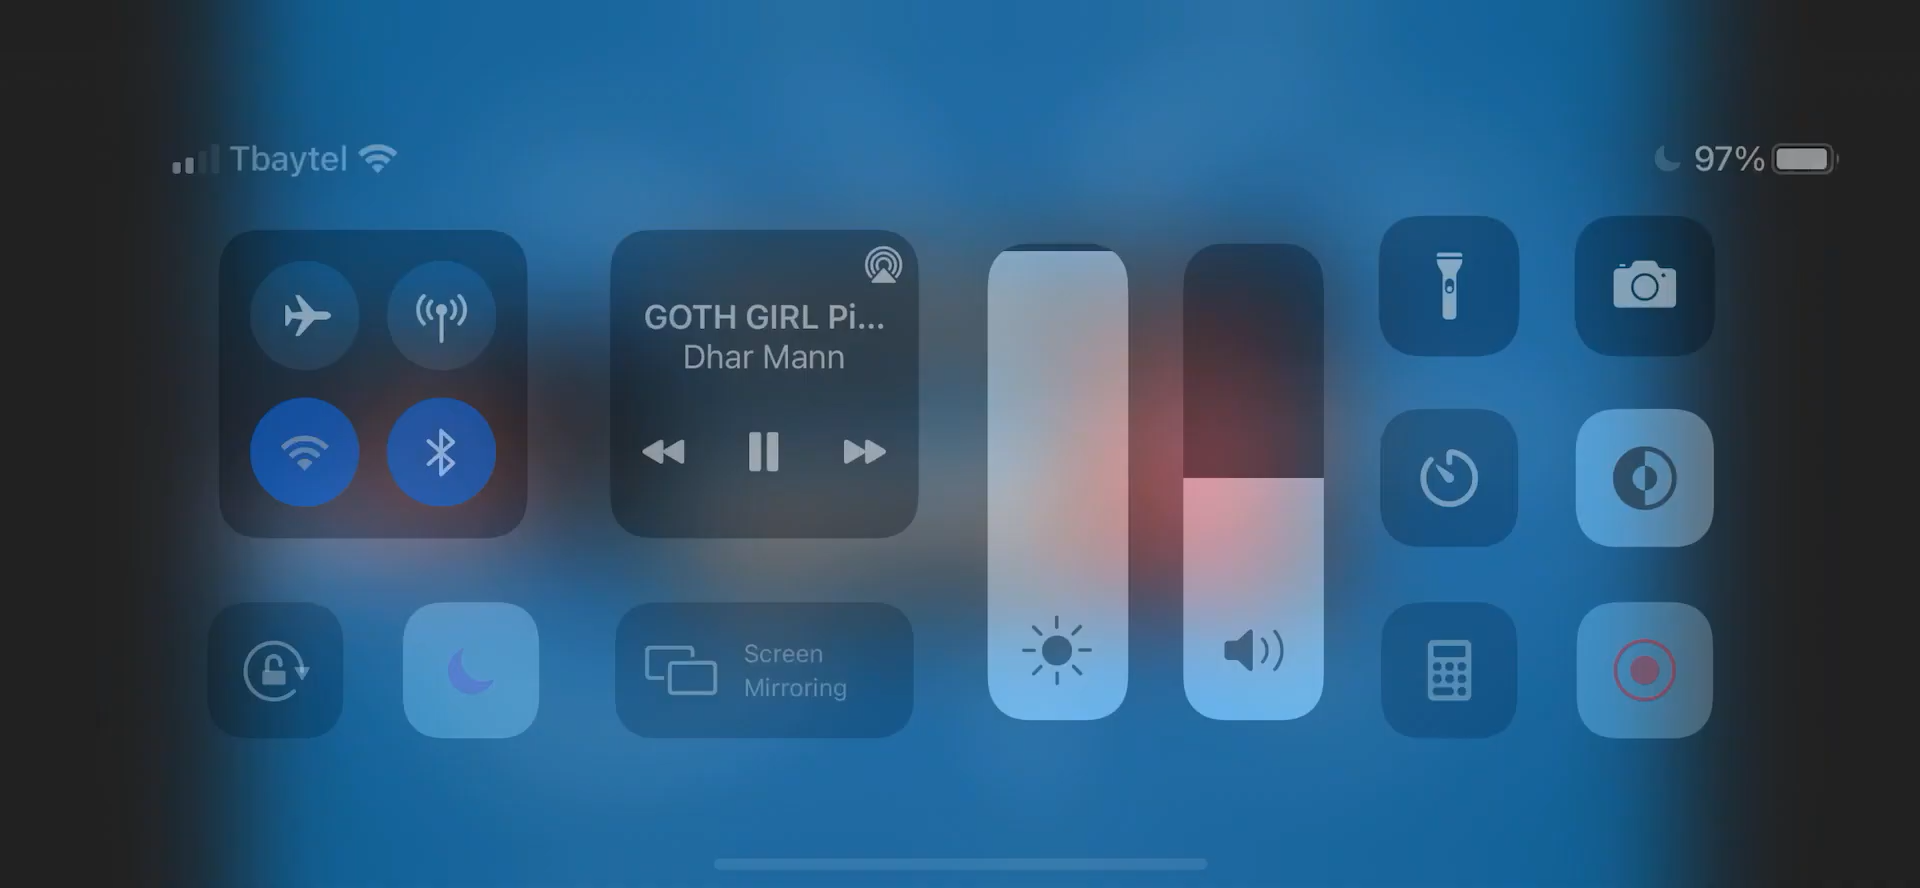 Tbaytel
97%
GOTH GIRL Pi...
Dhar Mann
Screen
Mirroring